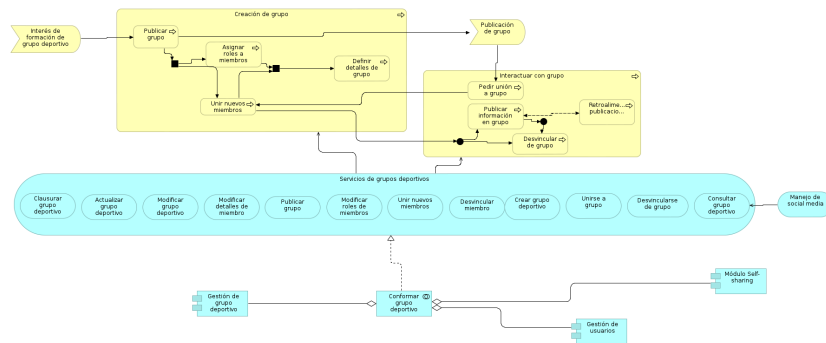 Creación de grupo
Interés de
formación de
grupo deportivo
Publicar
grupo
Publicación
de grupo
Asignar
roles a
miembros
Definir
detalles de
grupo
Unir nuevos
miembros
Interactuar con grupo
Pedir unión
a grupo
Publicar
información
en grupo
Retroalime...
publicacio...
Desvincular
de grupo
Servicios de grupos deportivos
Clausurar
grupo
deportivo
Actualizar
grupo
deportivo
Modificar
grupo
deportivo
Modificar
detalles de
miembro
Publicar
grupo
Modificar
roles de
miembros
Unir nuevos
miembros
Desvincular
miembro
Crear grupo
deportivo
Unirse a
grupo
Desvincularse
de grupo
Consultar
grupo
deportivo
Manejo de
social media
Gestión de
grupo
deportivo
Conformar
grupo
deportivo
Módulo Self-
sharing
Gestión de
usuarios